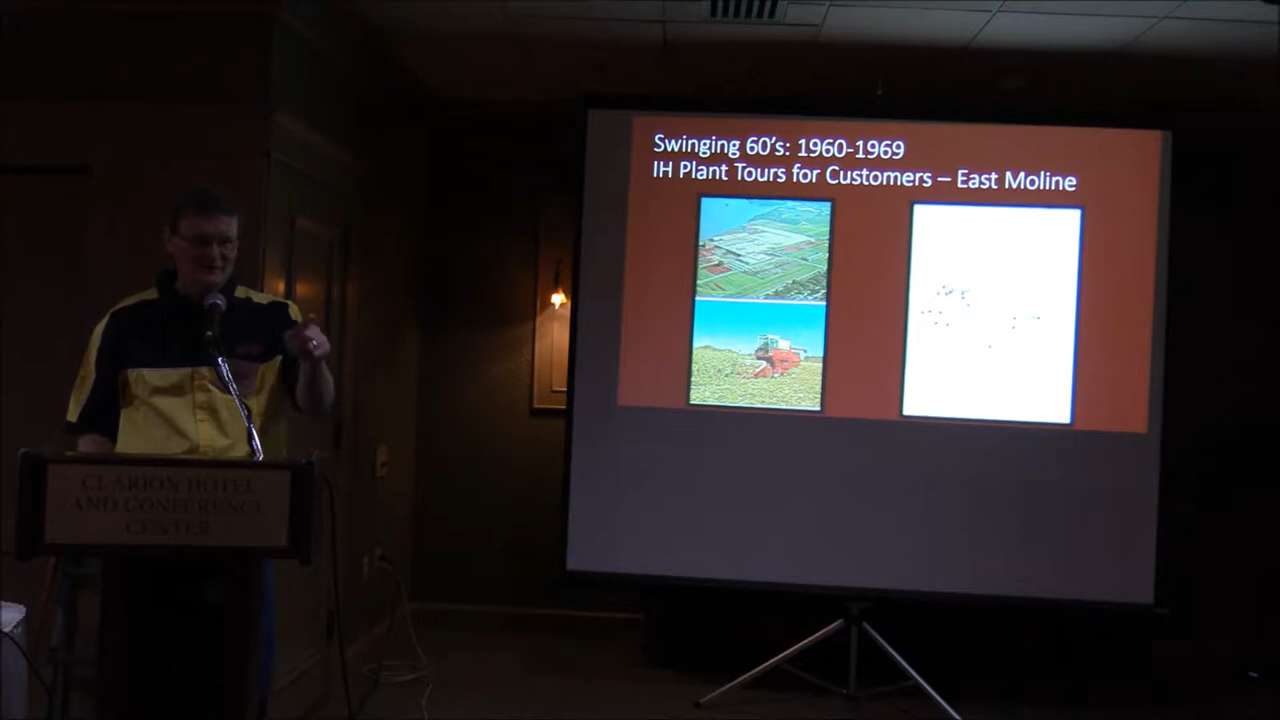 Swinging 60's: 1960-1969
IH Plant Tours for Customers – East Moline
CLARION HOTEL
AND CONFERENCE
CENTER